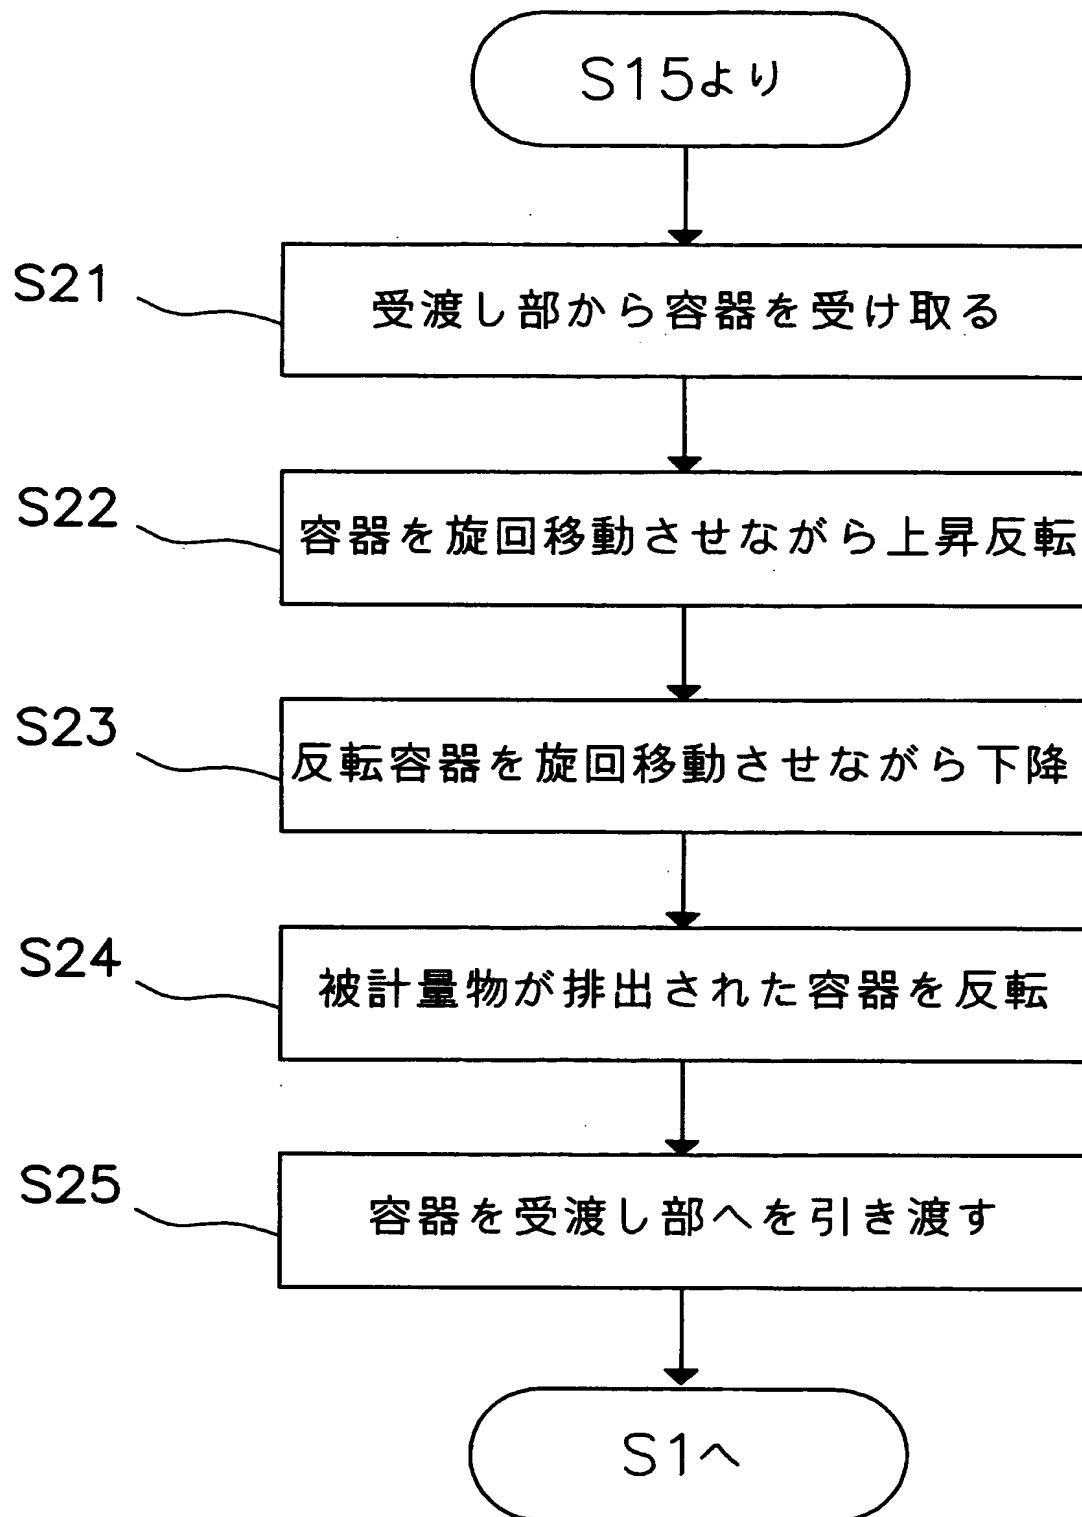 S15より
S21
受渡し部から容器を受け取る
S22
容器を旋回移動させながら上昇反転
S23
反転容器を旋回移動させながら下降
S24
被計量物が排出された容器を反転
S25
容器を受渡し部へを引き渡す
S1へ